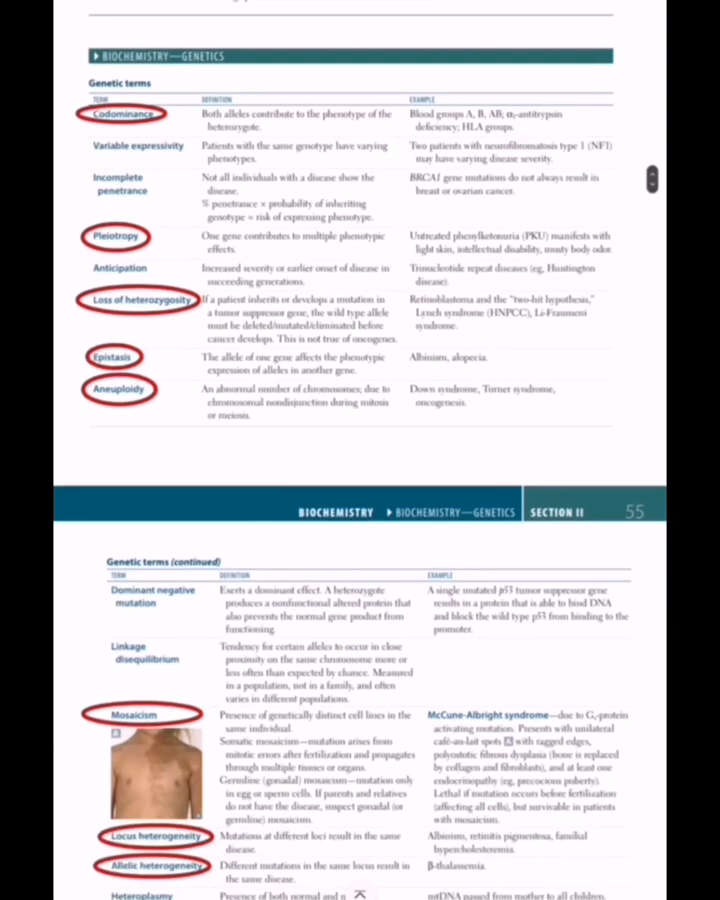 ▶ BIOCHEMISTRY—GENETICS
Genetic terms
TERM DEFINITION EXAMPLE
Codominance Both alleles contribute to the phenotype of the Blood groups A, B, AB; α₁-antitrypsin
heterozygote. deficiency; HLA groups.
Variable expressivity Patients with the same genotype have varying Two patients with neurofibromatosis type 1 (NF1)
phenotypes. may have varying disease severity.
Incomplete Not all individuals with a disease show the BRCA1 gene mutations do not always result in
penetrance disease. breast or ovarian cancer.
% penetrance × probability of inheriting
genotype = risk of expressing phenotype.
Pleiotropy One gene contributes to multiple phenotypic Untreated phenylketonuria (PKU) manifests with
effects. light skin, intellectual disability, musty body odor.
Anticipation Increased severity or earlier onset of disease in Trinucleotide repeat diseases (eg, Huntington
succeeding generations. disease).
Loss of heterozygosity If a patient inherits or develops a mutation in Retinoblastoma and the "two-hit hypothesis,"
a tumor suppressor gene, the wild type allele Lynch syndrome (HNPCC), Li-Fraumeni
must be deleted/mutated/eliminated before syndrome.
cancer develops. This is not true of oncogenes.
Epistasis The allele of one gene affects the phenotypic Albinism, alopecia.
expression of alleles in another gene.
Aneuploidy An abnormal number of chromosomes; due to Down syndrome, Turner syndrome,
chromosomal nondisjunction during mitosis oncogenesis.
or meiosis.
BIOCHEMISTRY ▶ BIOCHEMISTRY—GENETICS SECTION II 55
Genetic terms (continued)
TERM DEFINITION EXAMPLE
Dominant negative Exerts a dominant effect. A heterozygote A single mutated p53 tumor suppressor gene
mutation produces a nonfunctional altered protein that results in a protein that is able to bind DNA
also prevents the normal gene product from and block the wild type p53 from binding to the
functioning. promoter.
Linkage Tendency for certain alleles to occur in close
disequilibrium proximity on the same chromosome more or
less often than expected by chance. Measured
in a population, not in a family, and often
varies in different populations.
Mosaicism Presence of genetically distinct cell lines in the McCune-Albright syndrome—due to Gₛ-protein
A same individual. activating mutation. Presents with unilateral
Somatic mosaicism—mutation arises from café-au-lait spots A with ragged edges,
mitotic errors after fertilization and propagates polyostotic fibrous dysplasia (bone is replaced
through multiple tissues or organs. by collagen and fibroblasts), and at least one
Germline (gonadal) mosaicism—mutation only endocrinopathy (eg, precocious puberty).
in egg or sperm cells. If parents and relatives Lethal if mutation occurs before fertilization
do not have the disease, suspect gonadal (or (affecting all cells), but survivable in patients
germline) mosaicism. with mosaicism.
Locus heterogeneity Mutations at different loci result in the same Albinism, retinitis pigmentosa, familial
disease. hypercholesteremia.
Allelic heterogeneity Different mutations in the same locus result in β-thalassemia.
the same disease.
Heteroplasmy Presence of both normal and mtDNA passed from mother to all children.